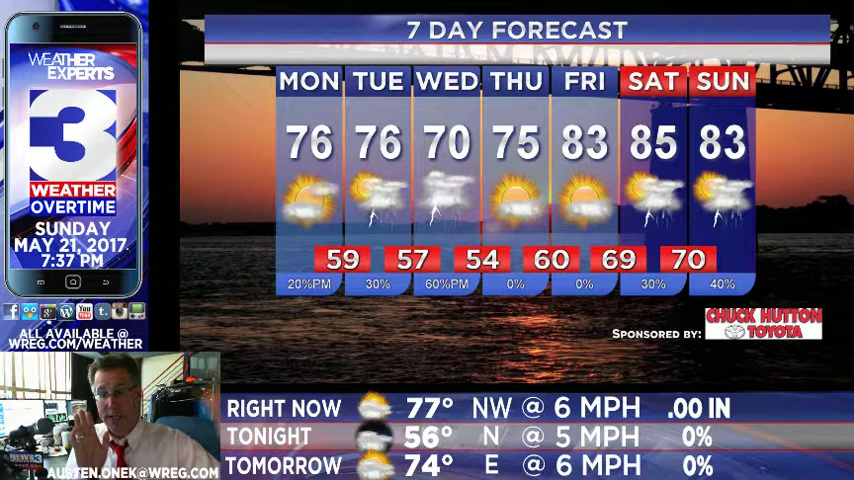 WEATHER
EXPERTS
3
WEATHER
OVERTIME
SUNDAY
MAY 21, 2017
7:37 PM
ALL AVAILABLE @
WREG.COM/WEATHER
7 DAY FORECAST
MON TUE WED THU FRI SAT SUN
76 76 70 75 83 85 83
59 57 54 60 69 70
20%PM 30% 60%PM 0% 0% 30% 40%
SPONSORED BY: CHUCK HUTTON
TOYOTA
RIGHT NOW 77° NW @ 6 MPH .00 IN
TONIGHT 56° N @ 5 MPH 0%
TOMORROW 74° E @ 6 MPH 0%
AUSTEN.ONEK@WREG.COM